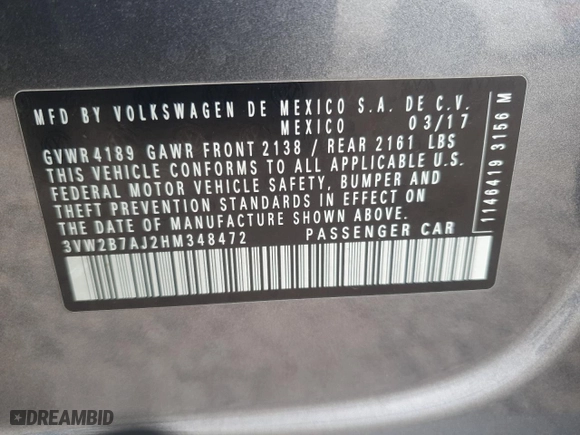 MFD BY VOLKSWAGEN DE MEXICO S.A. DE C.V.
MEXICO 03/17
GVWR 4189 GAWR FRONT 2138 / REAR 2161 LBS
THIS VEHICLE CONFORMS TO ALL APPLICABLE U.S.
FEDERAL MOTOR VEHICLE SAFETY, BUMPER AND
THEFT PREVENTION STANDARDS IN EFFECT ON
THE DATE OF MANUFACTURE SHOWN ABOVE.
3VW2B7AJ2HM348472 PASSENGER CAR
1149419 3156 M
DREAMBID